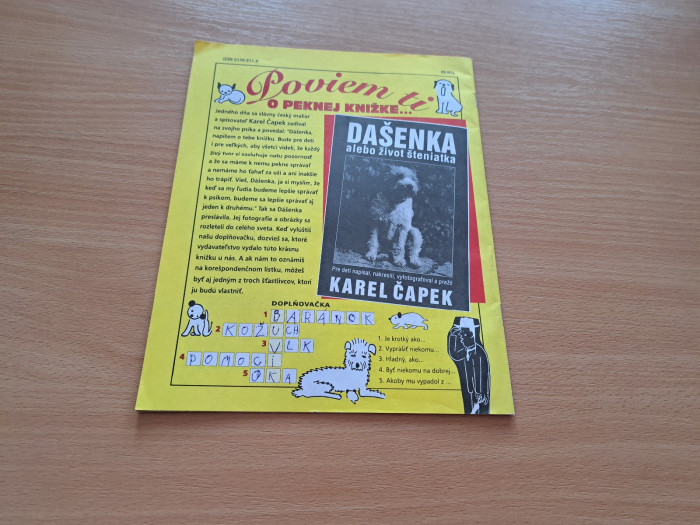 Poviem ti
O PEKNEJ KNIŽKE...
Jedného dňa sa slávny český maliar
a spisovateľ Karel Čapek zadíval
na svojho psíka a povedal: "Dášenka,
napíšem o tebe knížku. Bude pre deti
i pre veľkých, aby všetci videli, že každý
živý tvor si zasluhuje našu pozornosť
a že sa máme k nemu pekne správať
a nemáme ho ťahať za uši a ani inakšie
ho trápiť. Vieš, Dášenka, ja si myslím, že
keď sa my ľudia budeme lepšie správať
k psíkom, budeme sa lepšie správať aj
jeden k druhému." Tak sa Dášenka
preslávila. Jej fotografie a obrázky sa
rozleteli do celého sveta. Keď vylúštiš
našu doplňovačku, dozvieš sa, ktoré
vydavateľstvo vydalo túto krásnu
knižku u nás. A ak nám to oznámiš
na korešpondenčnom lístku, môžeš
byť aj jedným z troch šťastlivcov, ktorí
ju budú vlastniť.
DAŠENKA
alebo život šteniatka
Pre deti napísal, nakreslil, vyfotografoval a prežil
KAREL ČAPEK
DOPLŇOVAČKA
1 BARANOK
2 KOŽUCH
3 VLK
4 POMOCI
5 OKA
1. Je krotký ako...
2. Vyprášiť niekomu...
3. Hladný, ako...
4. Byť niekomu na dobrej...
5. Akoby mu vypadol z ...